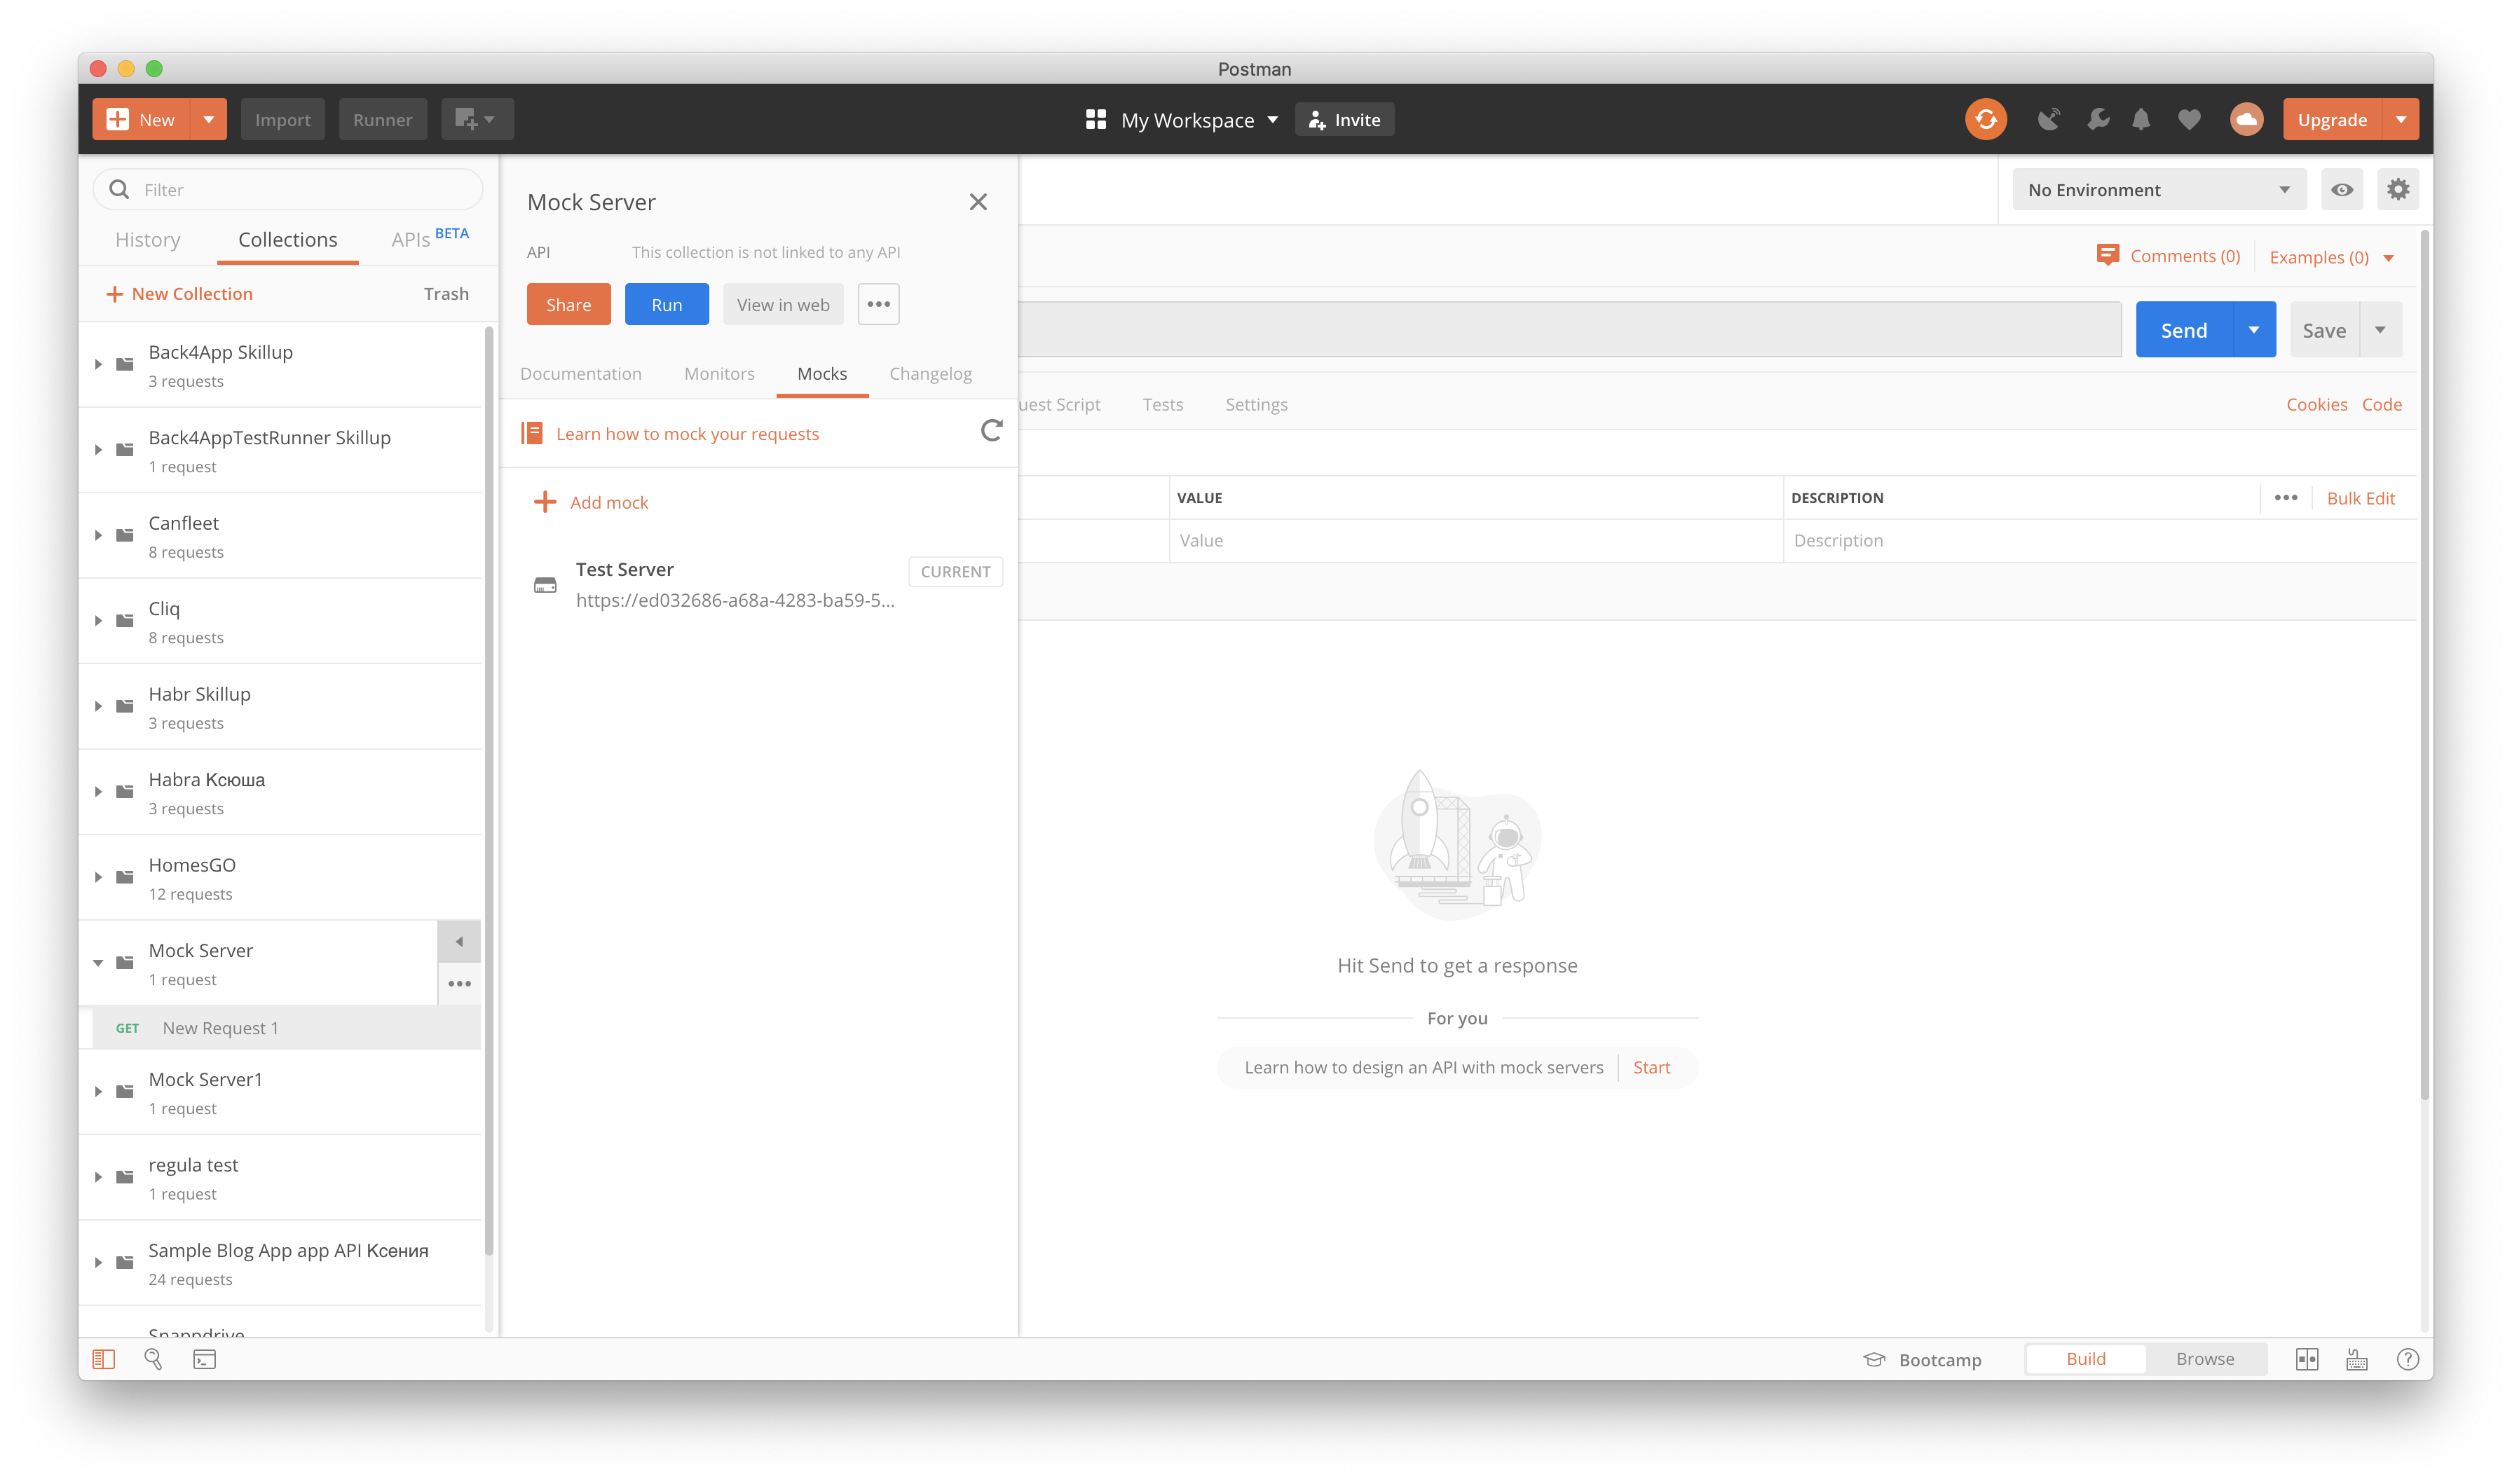 Postman
New
Import
Runner
My Workspace
Invite
Upgrade
Filter
History
Collections
APIs BETA
New Collection
Trash
Back4App Skillup
3 requests
Back4AppTestRunner Skillup
1 request
Canfleet
8 requests
Cliq
8 requests
Habr Skillup
3 requests
Habra Ксюша
3 requests
HomesGO
12 requests
Mock Server
1 request
GET New Request 1
Mock Server1
1 request
regula test
1 request
Sample Blog App app API Ксения
24 requests
Snappdrive
Mock Server
API This collection is not linked to any API
Share
Run
View in web
Documentation
Monitors
Mocks
Changelog
Learn how to mock your requests
Add mock
Test Server
CURRENT
https://ed032686-a68a-4283-ba59-5...
No Environment
Comments (0)
Examples (0)
Send
Save
uest Script
Tests
Settings
Cookies
Code
VALUE
DESCRIPTION
Bulk Edit
Value
Description
Hit Send to get a response
For you
Learn how to design an API with mock servers
Start
Bootcamp
Build
Browse